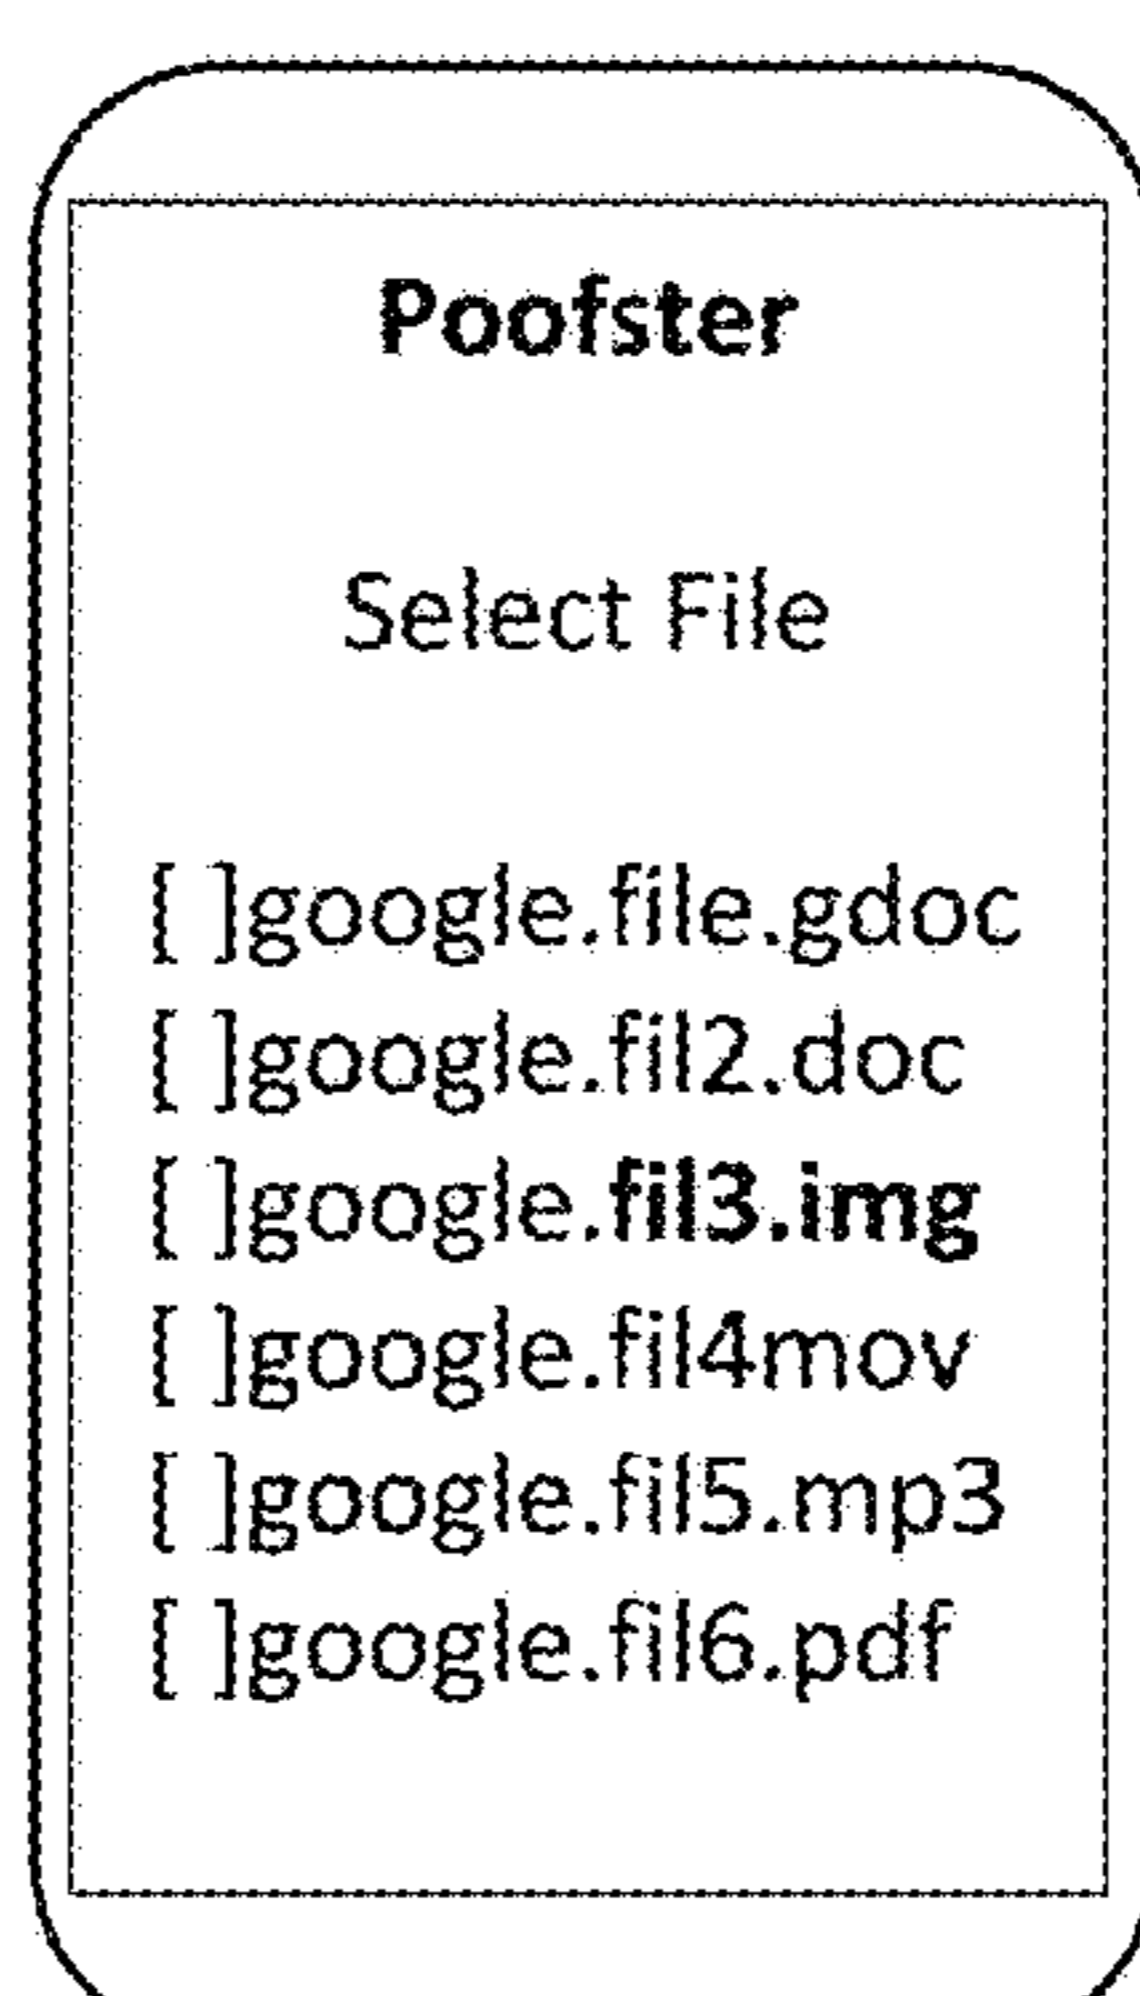 Poofster
Select File
[ ]google.file.gdoc
[ ]google.fil2.doc
[ ]google.fil3.img
[ ]google.fil4mov
[ ]google.fil5.mp3
[ ]google.fil6.pdf